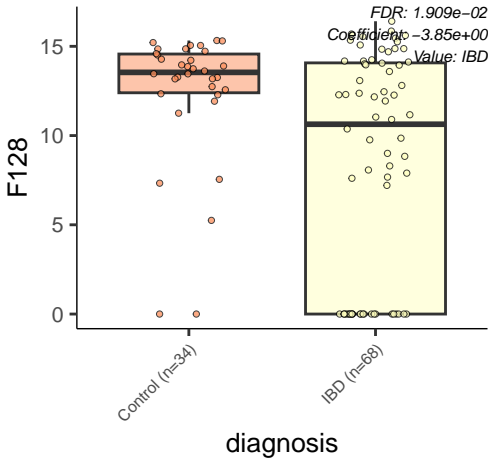 FDR: 1.909e−02
Coefficient: −3.85e+00
Value: IBD
F128
15
10
5
0
Control (n=34)
IBD (n=68)
diagnosis